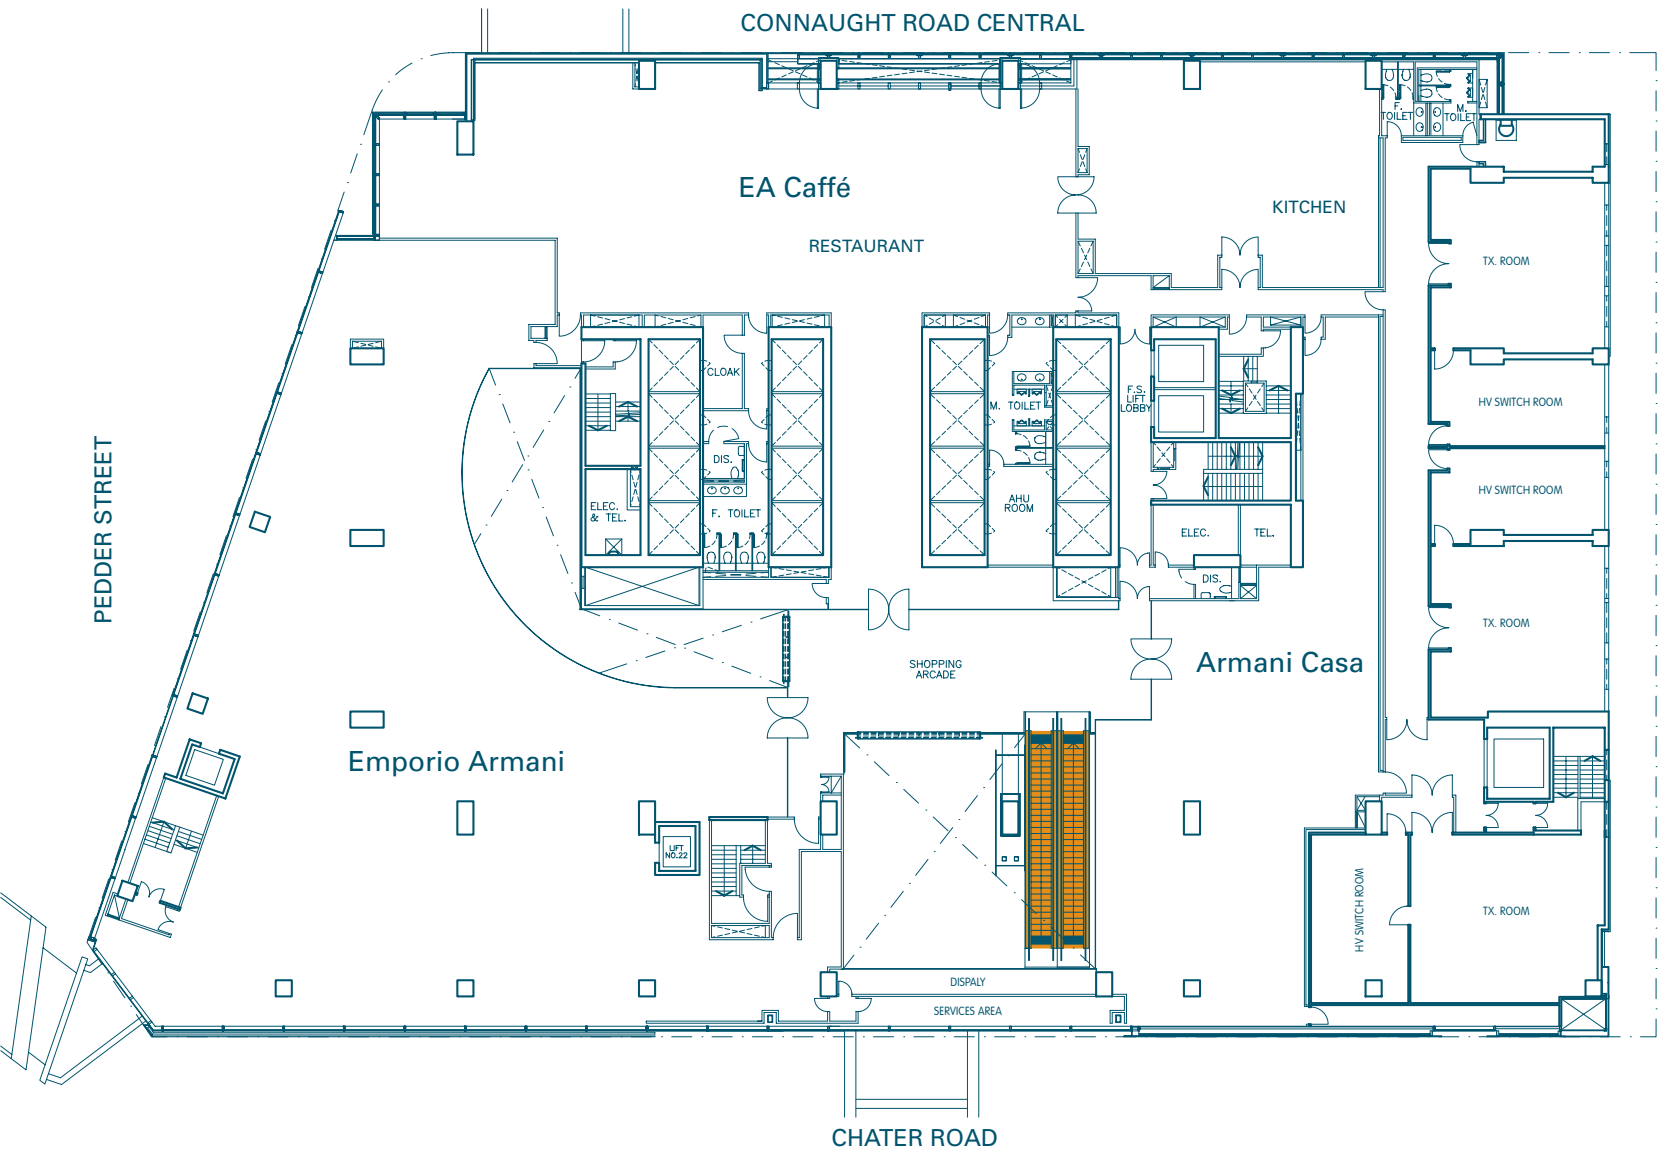 CONNAUGHT ROAD CENTRAL
F.
TOILET
M.
TOILET
EA Caffé
KITCHEN
RESTAURANT
TX. ROOM
CLOAK
M. TOILET
F.S.
LIFT
LOBBY
HV SWITCH ROOM
DIS.
ELEC.
& TEL.
F. TOILET
AHU
ROOM
HV SWITCH ROOM
ELEC.
TEL.
DIS.
PEDDER STREET
TX. ROOM
SHOPPING
ARCADE
Armani Casa
Emporio Armani
LIFT
NO.22
HV SWITCH ROOM
TX. ROOM
DISPALY
SERVICES AREA
CHATER ROAD